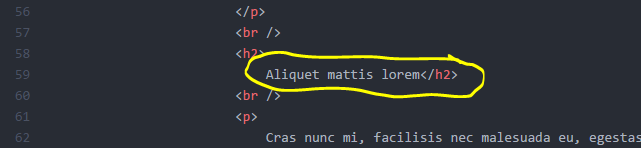 56 </p>
57 <br />
58 <h2>
59 Aliquet mattis lorem</h2>
60 <br />
61 <p>
62 Cras nunc mi, facilisis nec malesuada eu, egestas